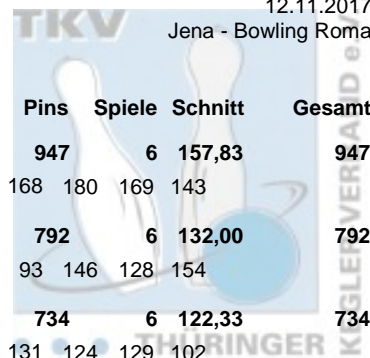 12.11.2017
TKV
Jena - Bowling Roma
Pins Spiele Schnitt Gesamt
947 6 157,83 947
168 180 169 143
792 6 132,00 792
93 146 128 154
734 6 122,33 734
131 124 129 102
THÜRINGER
KEGLERVERBAND e.V.